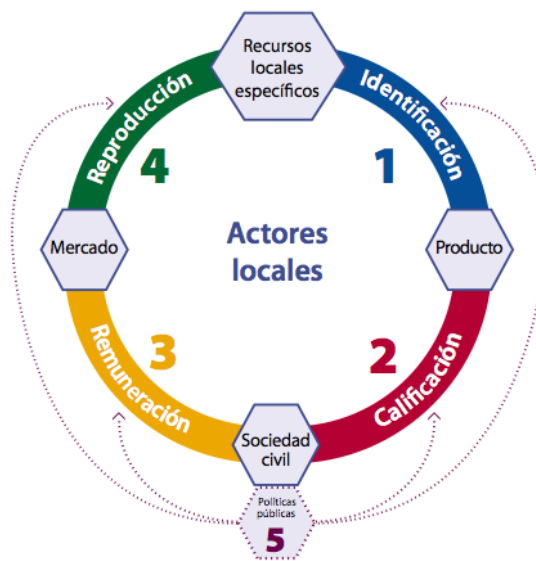 Recursos
locales
específicos
Identificación
1
Producto
2
Calificación
Sociedad
civil
Políticas
públicas
5
Remuneración
3
Mercado
4
Reproducción
Actores
locales